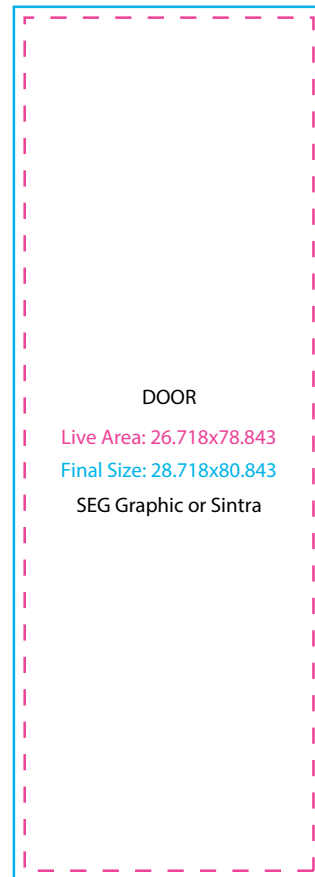 DOOR
Live Area: 26.718x78.843
Final Size: 28.718x80.843
SEG Graphic or Sintra